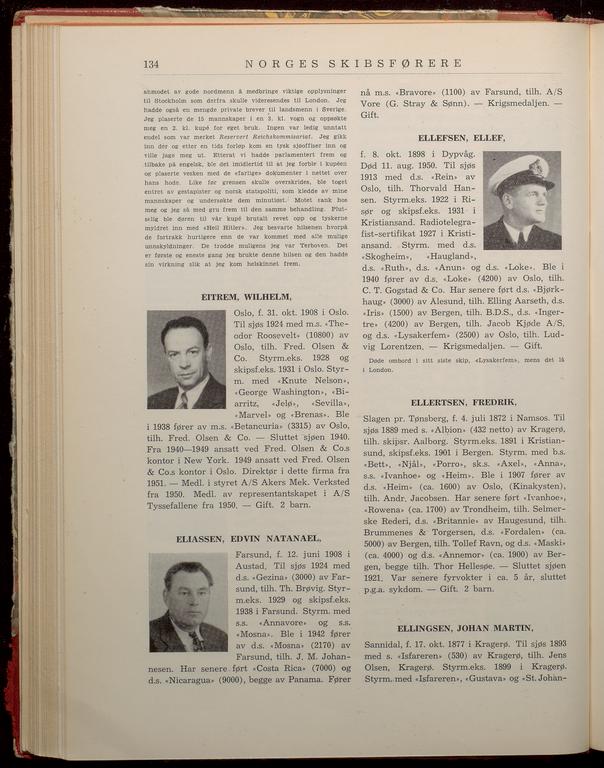 134
NORGES SKIBSFØRERE
anmodet av gode nordmenn å medbringe viktige opplysninger
til Stockholm som derfra skulle videresendes til London. Jeg
hadde også en mengde private brever til landsmenn i Sverige.
Jeg plaserte de 15 mannskaper i en 3. kl. vogn og oppsøkte
meg en 2. kl. kupé for eget bruk. Ingen var ledig unntatt
endel som var merket Reservert Reichskommissariat. Jeg gikk
inn der og etter en tids forløp kom en tysk sjøoffiser inn og
ville jage meg ut. Etterat vi hadde parlamentert frem og
tilbake på engelsk, ble det imidlertid til at jeg forble i kupéen
og plaserte vesken med de «farlige» dokumenter i nettet over
hans hode. Like før grensen skulle overskrides, ble toget
entret av gestapister og norsk statspoliti, som kledde av mine
mannskaper og undersøkte dem minutiøst. Motet sank hos
meg og jeg så med gru frem til den samme behandling. Plut-
selig ble døren til vår kupé brutalt revet opp og tyskerne
myldret inn med «Heil Hitler». Jeg besvarte hilsenen hvorpå
de fortrakk hurtigere enn de var kommet med alle mulige
unnskyldninger. De trodde muligens jeg var Terboven. Det
er første og eneste gang jeg brukte denne hilsen og den hadde
sin virkning slik at jeg kom helskinnet frem.
EITREM, WILHELM,
Oslo, f. 31. okt. 1908 i Oslo.
Til sjøs 1924 med m.s. «The-
odor Roosevelt» (10800) av
Oslo, tilh. Fred. Olsen &
Co. Styrm.eks. 1928 og
skipsf.eks. 1931 i Oslo. Styr-
m. med «Knute Nelson»,
«George Washington», «Bi-
arritz, «Jelø», «Sevilla»,
«Marvel» og «Brenas». Ble
i 1938 fører av m.s. «Betancuria» (3315) av Oslo,
tilh. Fred. Olsen & Co. — Sluttet sjøen 1940.
Fra 1940—1949 ansatt ved Fred. Olsen & Co.s
kontor i New York. 1949 ansatt ved Fred. Olsen
& Co.s kontor i Oslo. Direktør i dette firma fra
1951. — Medl. i styret A/S Akers Mek. Verksted
fra 1950. Medl. av representantskapet i A/S
Tyssefallene fra 1950. — Gift. 2 barn.
ELIASSEN, EDVIN NATANAEL,
Farsund, f. 12. juni 1908 i
Austad. Til sjøs 1924 med
d.s. «Gezina» (3000) av Far-
sund, tilh. Th. Brøvig. Styr-
m.eks. 1929 og skipsf.eks.
1938 i Farsund. Styrm. med
s.s. «Annavore» og s.s.
«Mosna». Ble i 1942 fører
av d.s. «Mosna» (2170) av
Farsund, tilh. J. M. Johan-
nesen. Har senere ført «Costa Rica» (7000) og
d.s. «Nicaragua» (9000), begge av Panama. Fører
nå m.s. «Bravore» (1100) av Farsund, tilh. A/S
Vore (G. Stray & Sønn). — Krigsmedaljen. —
Gift.
ELLEFSEN, ELLEF,
f. 8. okt. 1898 i Dypvåg.
Død 11. aug. 1950. Til sjøs
1913 med d.s. «Rein» av
Oslo, tilh. Thorvald Han-
sen. Styrm.eks. 1922 i Ri-
sør og skipsf.eks. 1931 i
Kristiansand. Radiotelegra-
fist-sertifikat 1927 i Kristi-
ansand. Styrm. med d.s.
«Skogheim», «Haugland»,
d.s. «Ruth», d.s. «Anun» og d.s. «Loke». Ble i
1940 fører av d.s. «Loke» (4200) av Oslo, tilh.
C. T. Gogstad & Co. Har senere ført d.s. «Bjørk-
haug» (3000) av Ålesund, tilh. Elling Aarseth, d.s.
«Iris» (1500) av Bergen, tilh. B.D.S., d.s. «Inger-
tre» (4200) av Bergen, tilh. Jacob Kjøde A/S,
og d.s. «Lysakerfem» (2500) av Oslo, tilh. Lud-
vig Lorentzen. — Krigsmedaljen. — Gift.
Døde ombord i sitt siste skip, «Lysakerfem», mens det lå
i London.
ELLERTSEN, FREDRIK,
Slagen pr. Tønsberg, f. 4. juli 1872 i Namsos. Til
sjøs 1889 med s. «Albion» (432 netto) av Kragerø,
tilh. skipsr. Aalborg. Styrm.eks. 1891 i Kristian-
sund, skipsf.eks. 1901 i Bergen. Styrm. med b.s.
«Bett», «Njål», «Porro», sk.s. «Axel», «Anna»,
s.s. «Ivanhoe» og «Heim». Ble i 1907 fører av
d.s. «Heim» (ca. 1600) av Oslo, (Kinakysten),
tilh. Andr. Jacobsen. Har senere ført «Ivanhoe»,
«Rowena» (ca. 1700) av Trondheim, tilh. Selmer-
ske Rederi, d.s. «Britannie» av Haugesund, tilh.
Brummenes & Torgersen, d.s. «Fordalen» (ca.
5000) av Bergen, tilh. Tollef Ravn, og d.s. «Maski»
(ca. 4000) og d.s. «Annemor» (ca. 1900) av Ber-
gen, begge tilh. Thor Hellesøe. — Sluttet sjøen
1921. Var senere fyrvokter i ca. 5 år, sluttet
p.g.a. sykdom. — Gift. 2 barn.
ELLINGSEN, JOHAN MARTIN,
Sannidal, f. 17. okt. 1877 i Kragerø. Til sjøs 1893
med s. «Isfareren» (530) av Kragerø, tilh. Jens
Olsen, Kragerø. Styrm.eks. 1899 i Kragerø.
Styrm. med «Isfareren», «Gustava» og «St. Johan-